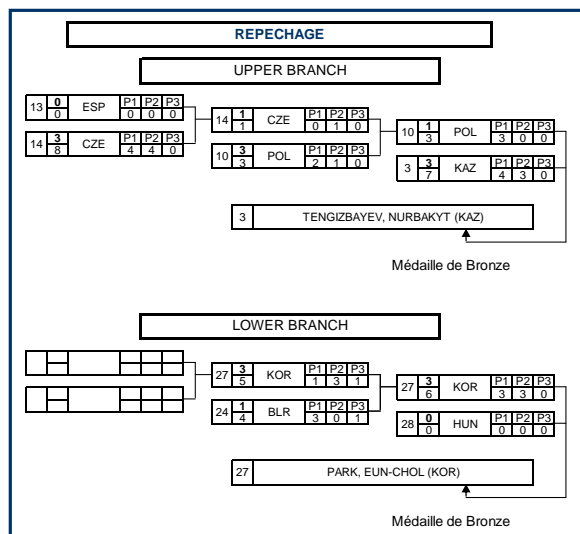 REPECHAGE
UPPER BRANCH
13 0 ESP P1 P2 P3
0 0 0 0
14 3 CZE P1 P2 P3
8 4 4 0
14 1 CZE P1 P2 P3
1 0 1 0
10 3 POL P1 P2 P3
3 2 1 0
10 1 POL P1 P2 P3
3 3 0 0
3 3 KAZ P1 P2 P3
7 4 3 0
3 TENGIZBAYEV, NURBAKYT (KAZ)
Médaille de Bronze
LOWER BRANCH
27 3 KOR P1 P2 P3
5 1 3 1
24 1 BLR P1 P2 P3
4 3 0 1
27 3 KOR P1 P2 P3
6 3 3 0
28 0 HUN P1 P2 P3
0 0 0 0
27 PARK, EUN-CHOL (KOR)
Médaille de Bronze